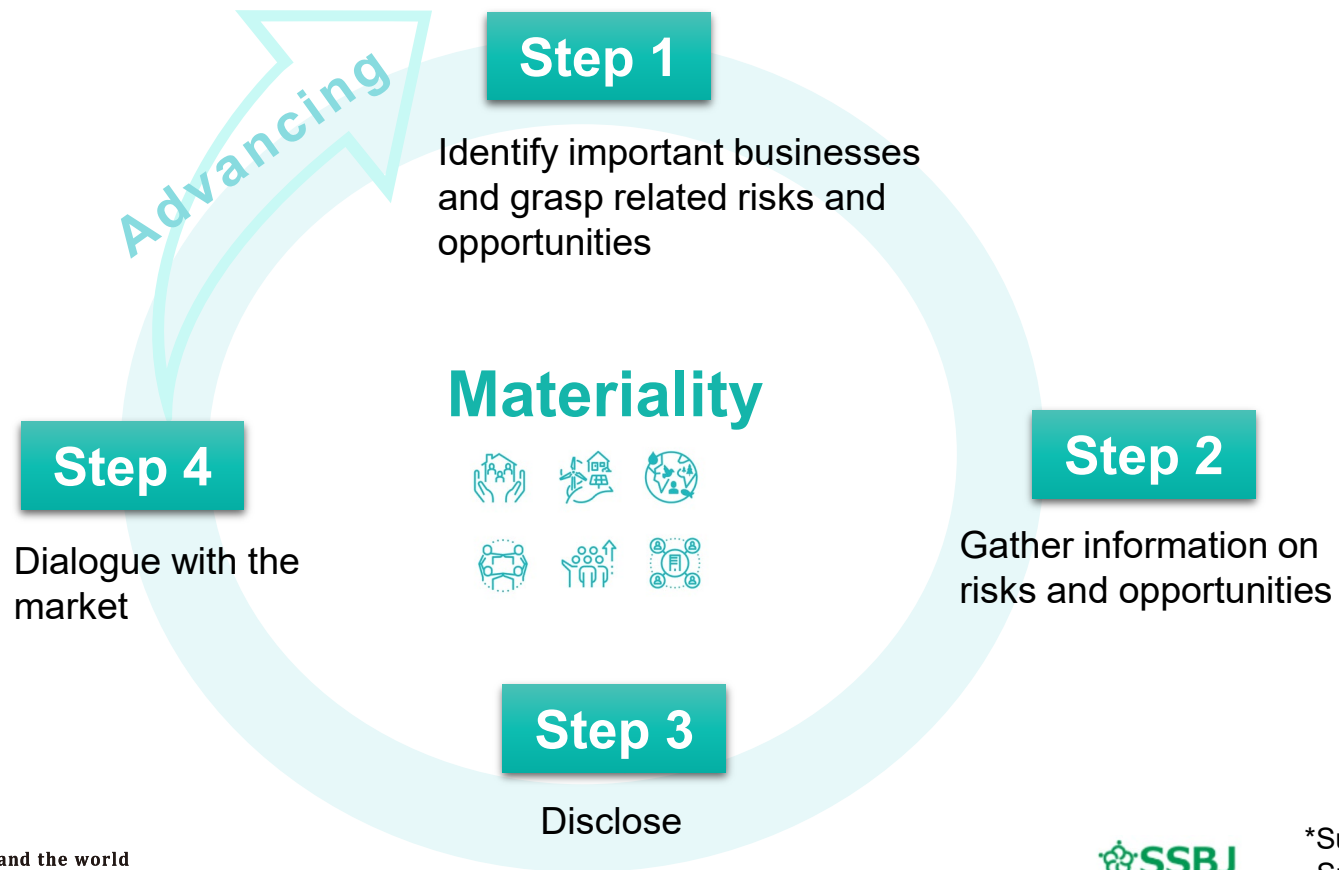 Advancing
Step 1
Identify important businesses
and grasp related risks and
opportunities
Materiality
Step 2
Gather information on
risks and opportunities
Step 3
Disclose
Step 4
Dialogue with the
market
and the world
SSBJ